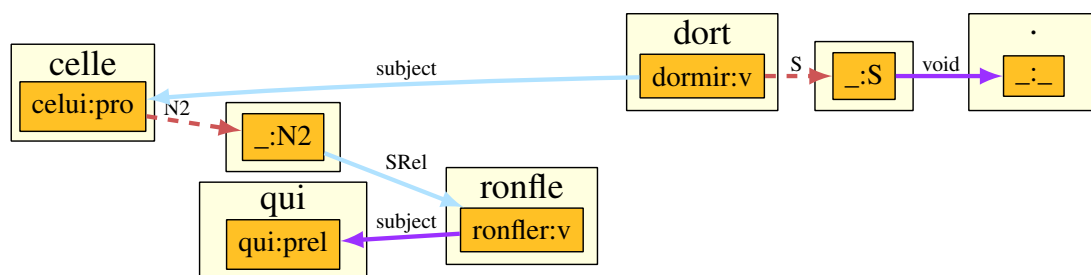 dort
.
celle
subject
S
void
dormir:v
_:S
_:_
celui:pro
N2
_:N2
SRel
qui
ronfle
subject
qui:prel
ronfler:v